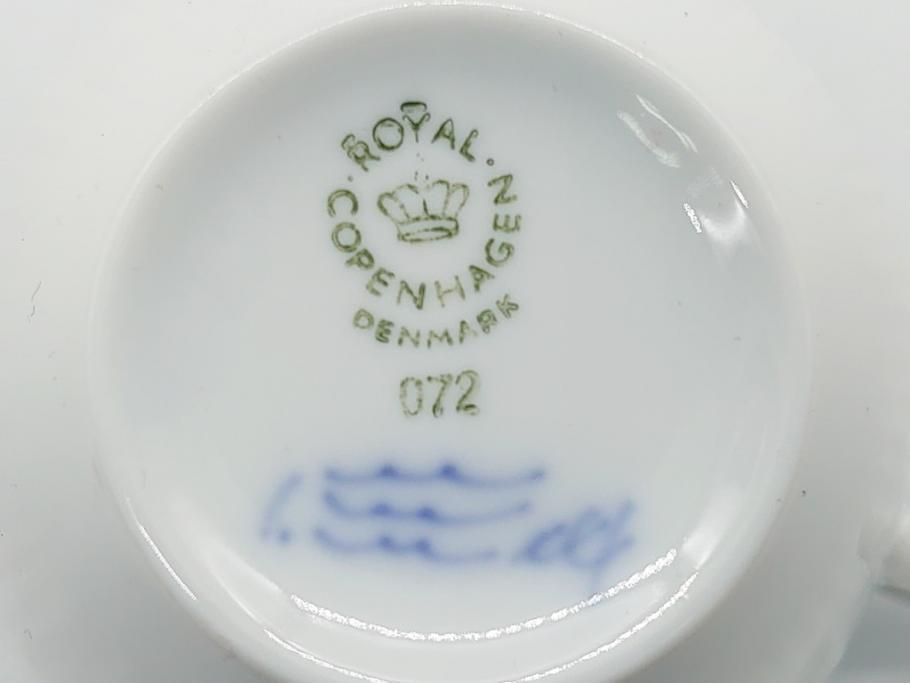 ROYAL
COPENHAGEN
DENMARK
072